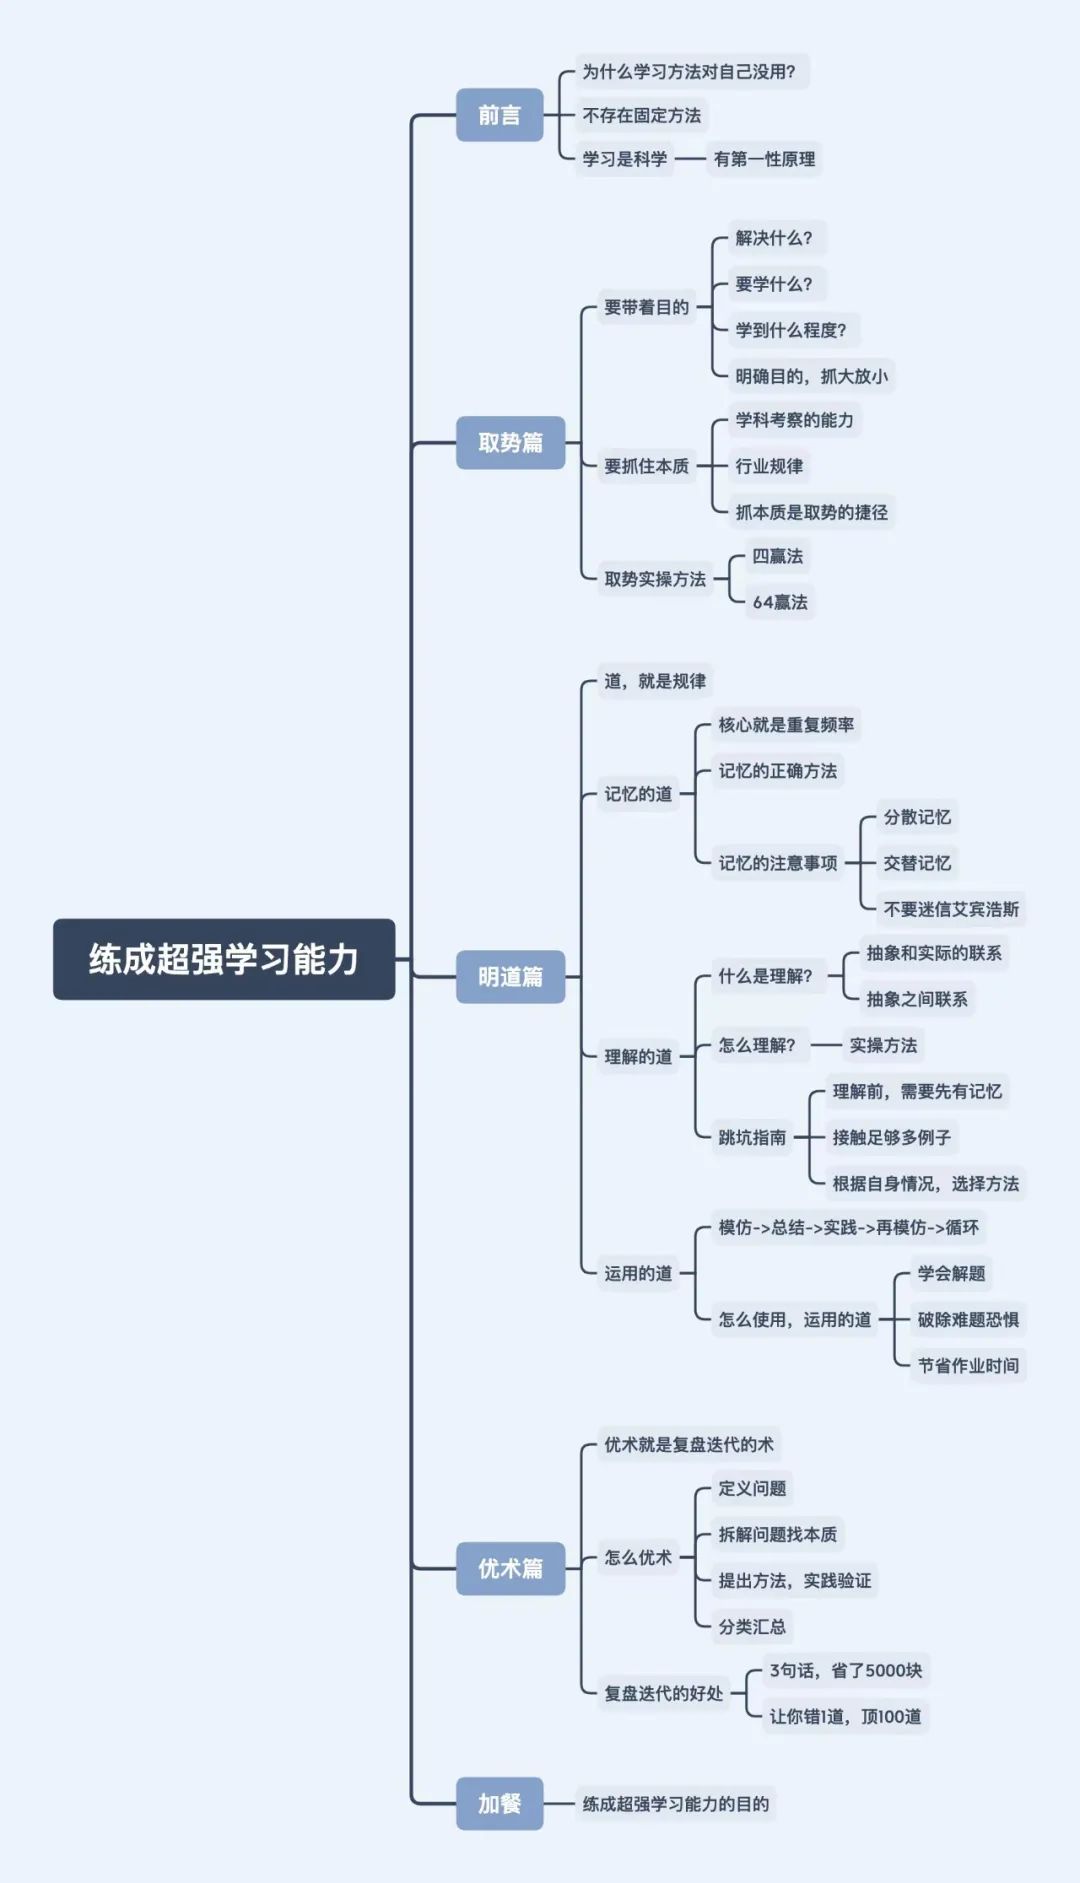 练成超强学习能力
前言
为什么学习方法对自己没用？
不存在固定方法
学习是科学
有第一性原理
取势篇
要带着目的
解决什么？
要学什么？
学到什么程度？
明确目的，抓大放小
要抓住本质
学科考察的能力
行业规律
抓本质是取势的捷径
取势实操方法
四赢法
64赢法
明道篇
道，就是规律
记忆的道
核心就是重复频率
记忆的正确方法
记忆的注意事项
分散记忆
交替记忆
不要迷信艾宾浩斯
理解的道
什么是理解？
抽象和实际的联系
抽象之间联系
怎么理解？
实操方法
跳坑指南
理解前，需要先有记忆
接触足够多例子
根据自身情况，选择方法
运用的道
模仿->总结->实践->再模仿->循环
怎么使用，运用的道
学会解题
破除难题恐惧
节省作业时间
优术篇
优术就是复盘迭代的术
怎么优术
定义问题
拆解问题找本质
提出方法，实践验证
分类汇总
复盘迭代的好处
3句话，省了5000块
让你错1道，顶100道
加餐
练成超强学习能力的目的